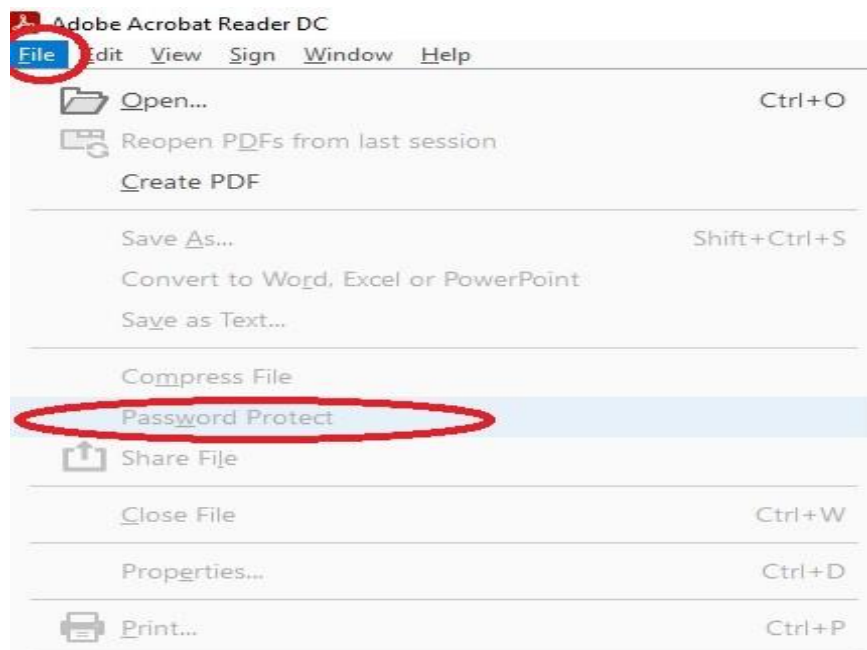 Adobe Acrobat Reader DC
File Edit View Sign Window Help
Open... Ctrl+O
Reopen PDFs from last session
Create PDF
Save As... Shift+Ctrl+S
Convert to Word, Excel or PowerPoint
Save as Text...
Compress File
Password Protect
Share File
Close File Ctrl+W
Properties... Ctrl+D
Print... Ctrl+P